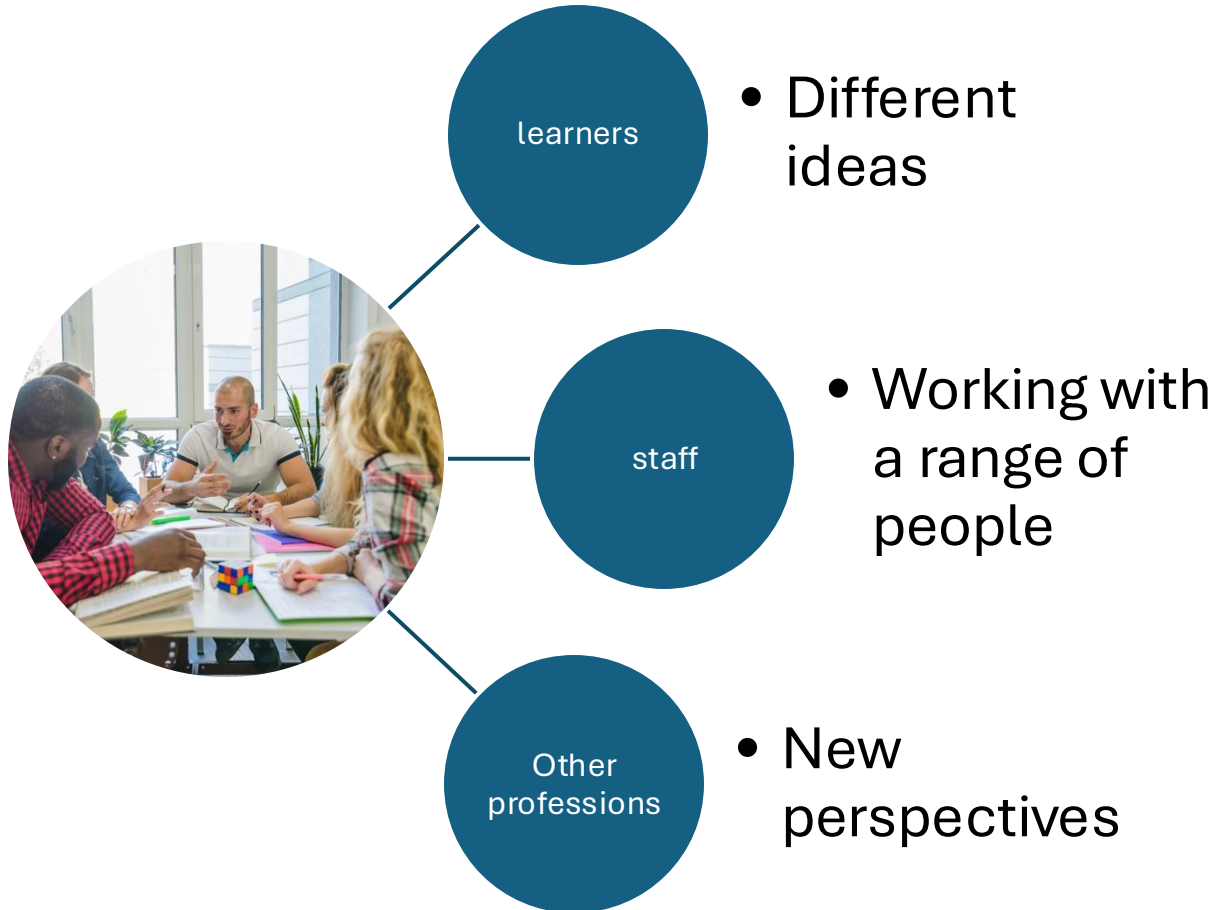 learners
• Different
ideas
staff
• Working with
a range of
people
Other
professions
• New
perspectives